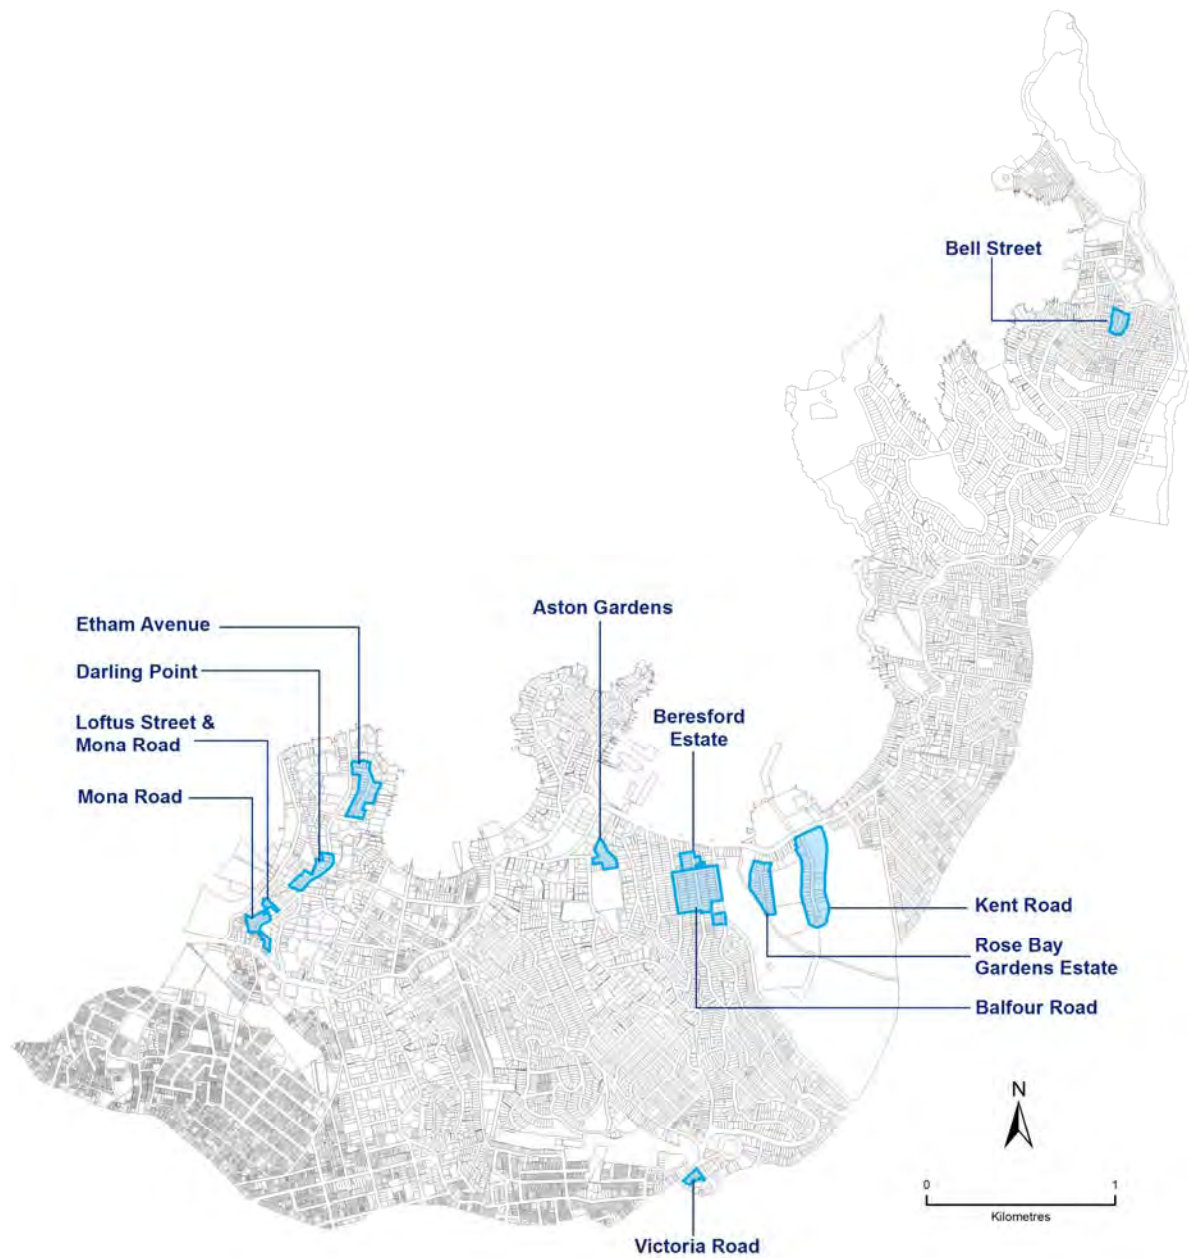 Bell Street
Aston Gardens
Etham Avenue
Darling Point
Loftus Street &
Mona Road
Beresford
Estate
Mona Road
Kent Road
Rose Bay
Gardens Estate
Balfour Road
N
0 1
Kilometres
Victoria Road